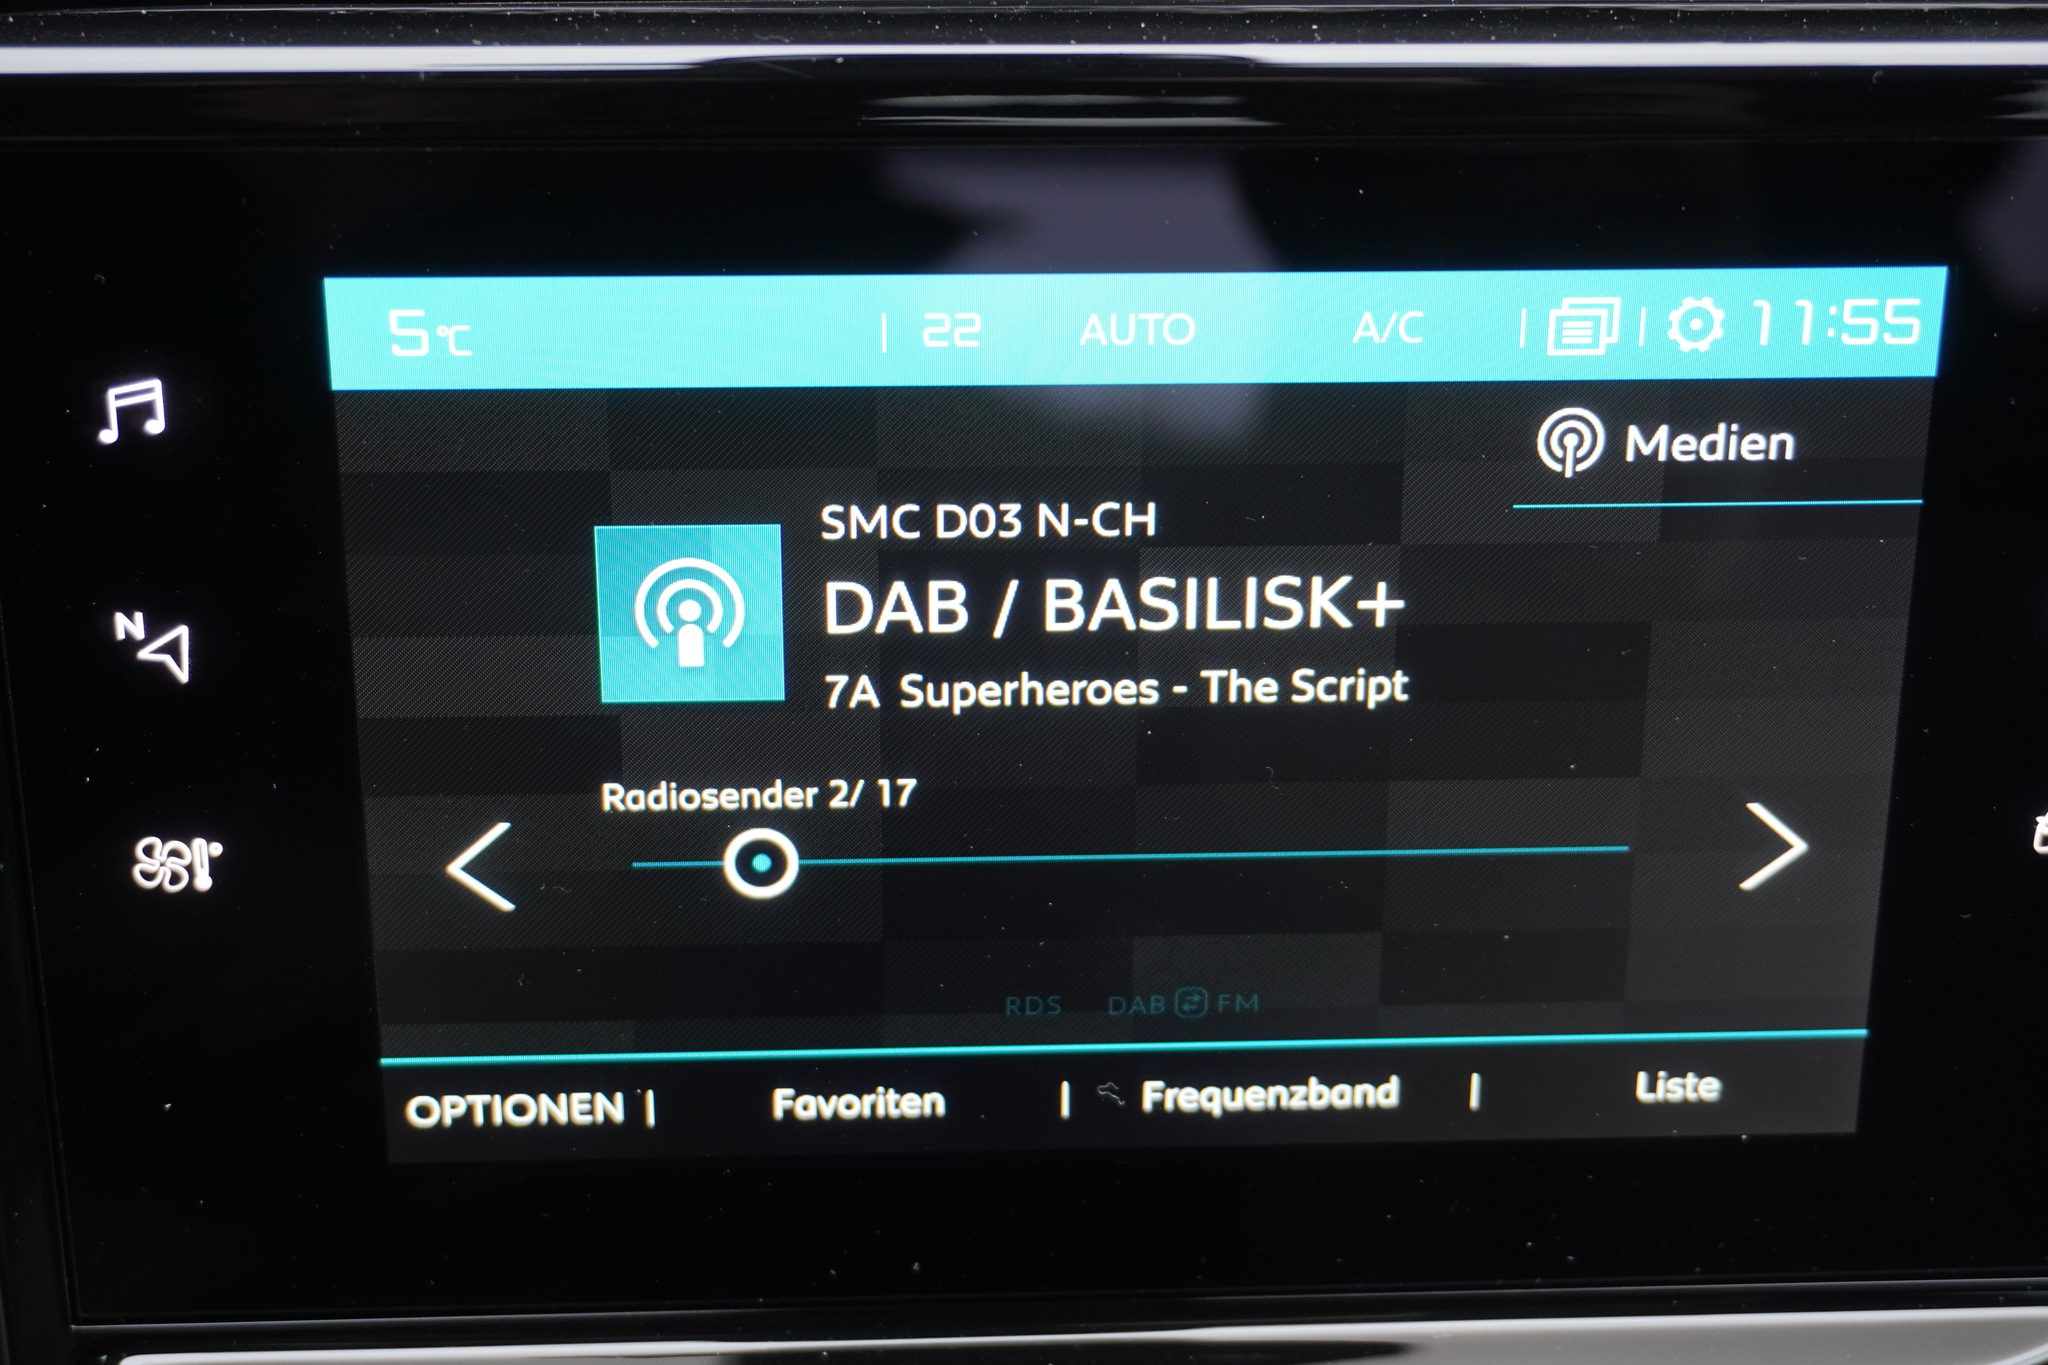 5°C | 22 AUTO A/C | | 11:55
Medien
SMC D03 N-CH
DAB / BASILISK+
7A Superheroes - The Script
Radiosender 2/ 17
N
RDS DAB FM
OPTIONEN | Favoriten | Frequenzband | Liste